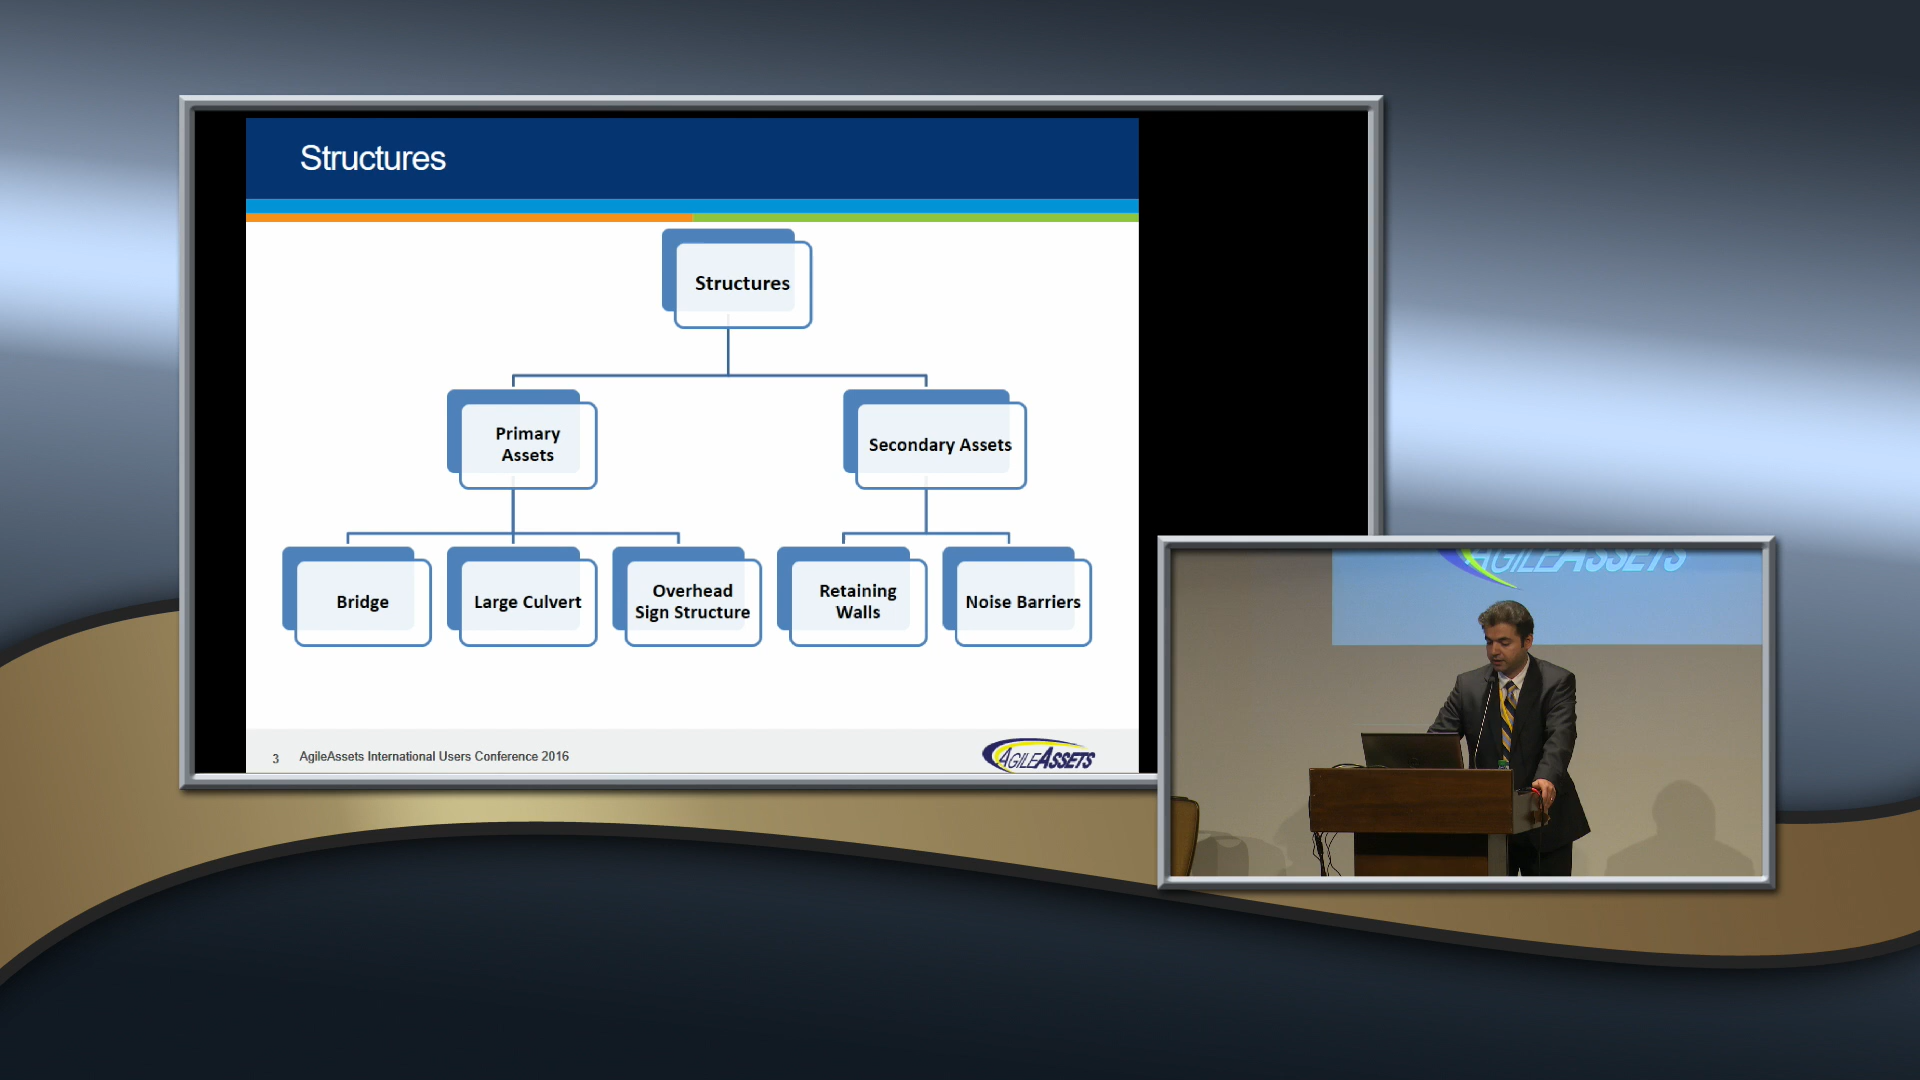 Structures
Structures
Primary
Assets
Secondary Assets
Bridge
Large Culvert
Overhead
Sign Structure
Retaining
Walls
Noise Barriers
3
AgileAssets International Users Conference 2016
AGILEASSETS
AGILEASSETS